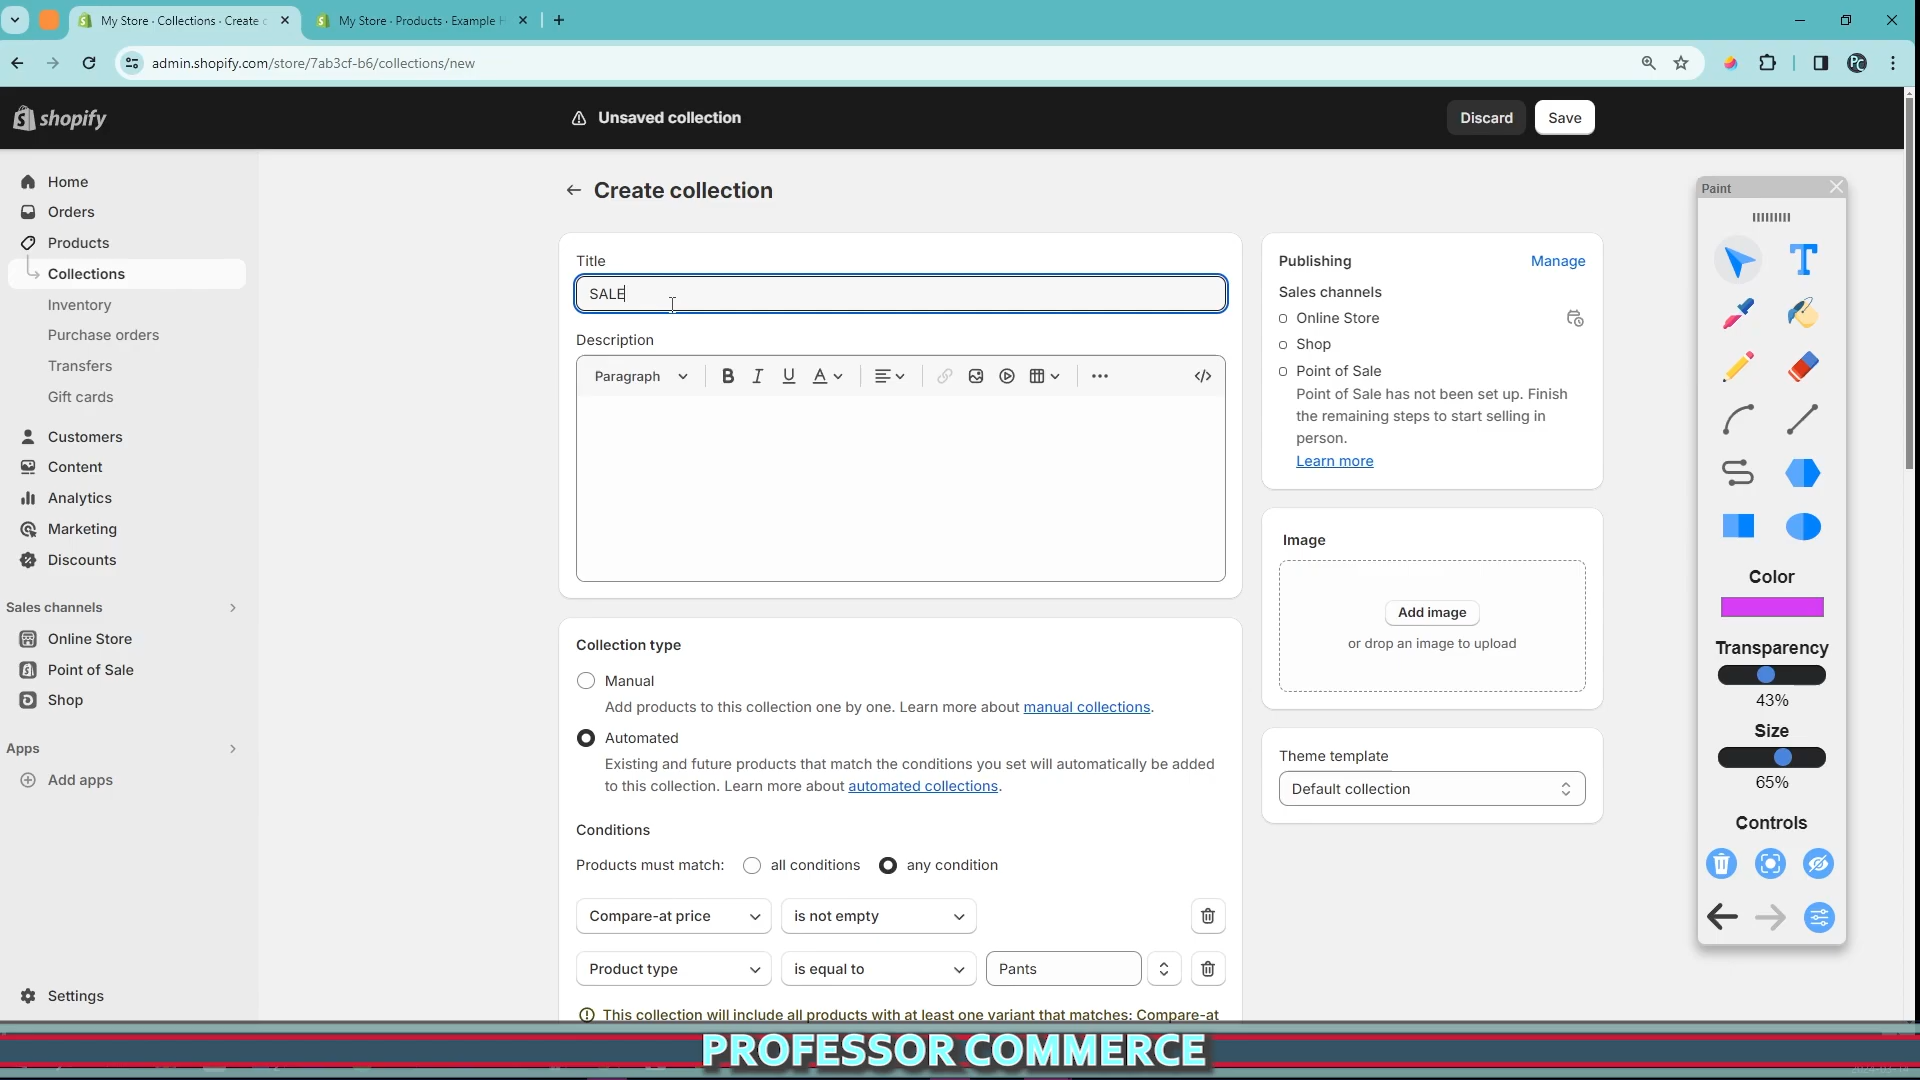 My Store · Collections · Create c
My Store · Products · Example H
admin.shopify.com/store/7ab3cf-b6/collections/new
PC
shopify
Unsaved collection
Discard
Save
Home
Orders
Products
Collections
Inventory
Purchase orders
Transfers
Gift cards
Customers
Content
Analytics
Marketing
Discounts
Sales channels
Online Store
Point of Sale
Shop
Apps
Add apps
Settings
Create collection
Title
SALE
Description
Paragraph
B I U A
Collection type
Manual
Add products to this collection one by one. Learn more about manual collections.
Automated
Existing and future products that match the conditions you set will automatically be added
to this collection. Learn more about automated collections.
Conditions
Products must match: all conditions any condition
Compare-at price is not empty
Product type is equal to Pants
This collection will include all products with at least one variant that matches: Compare-at
Publishing
Manage
Sales channels
Online Store
Shop
Point of Sale
Point of Sale has not been set up. Finish
the remaining steps to start selling in
person.
Learn more
Image
Add image
or drop an image to upload
Theme template
Default collection
Paint
T
Color
Transparency
43%
Size
65%
Controls
PROFESSOR COMMERCE